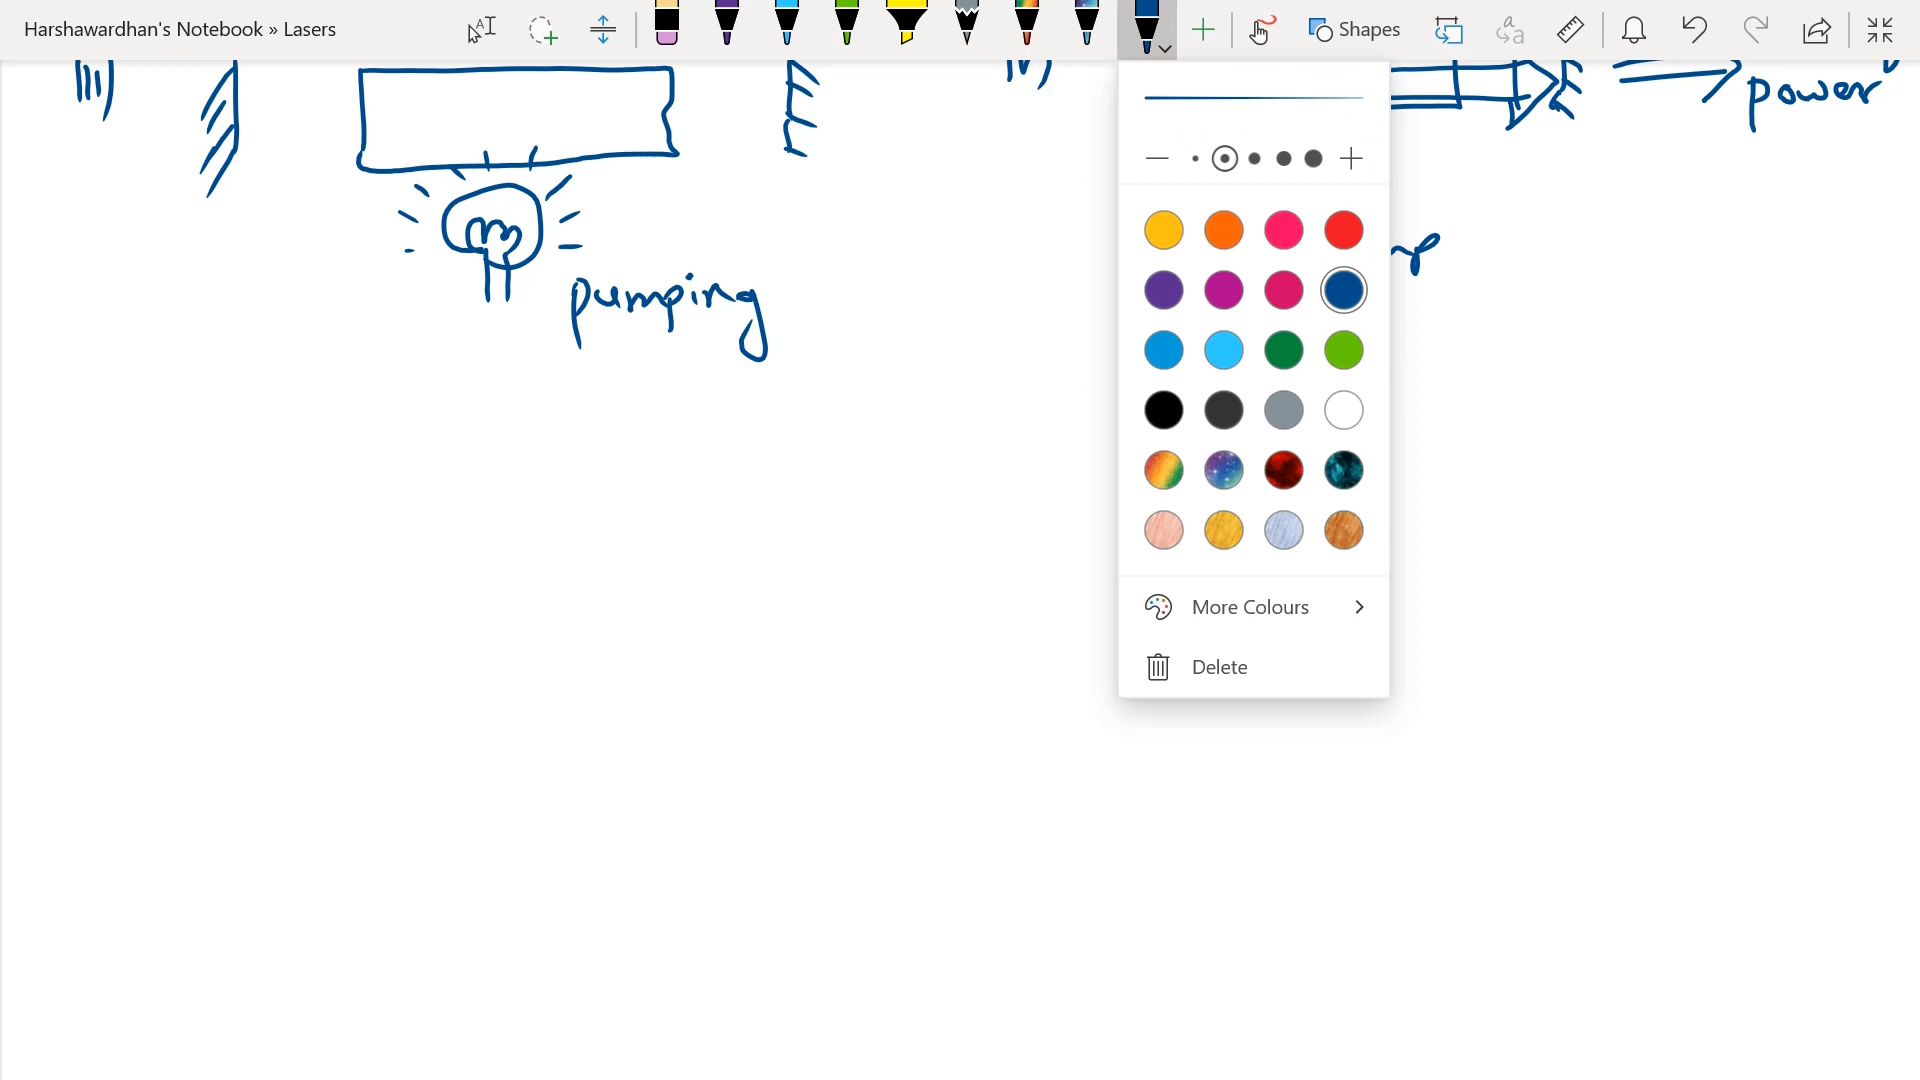 Harshawardhan's Notebook » Lasers
Shapes
power
pumping
More Colours
Delete